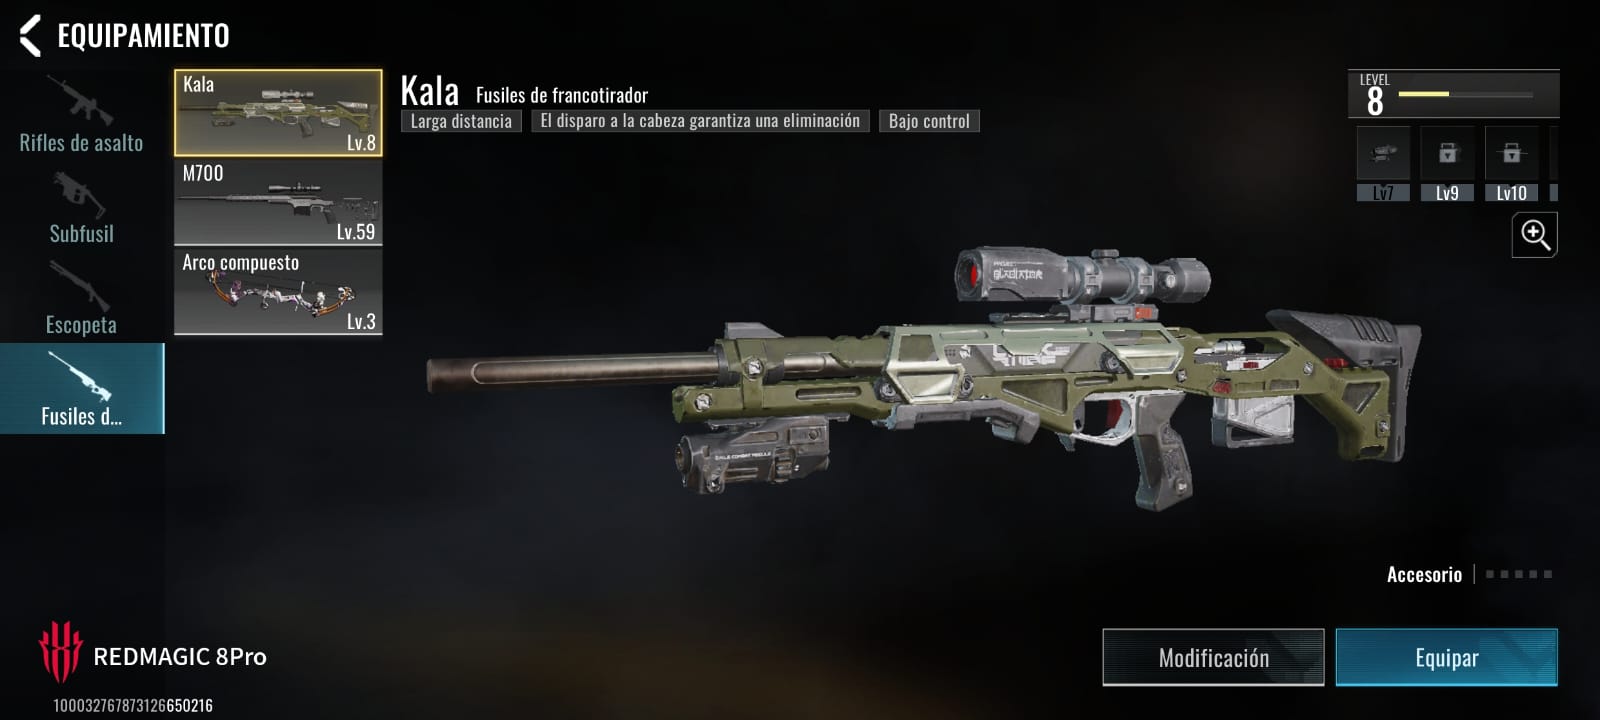 EQUIPAMIENTO
Rifles de asalto
Subfusil
Escopeta
Fusiles d...
Kala
Lv.8
M700
Lv.59
Arco compuesto
Lv.3
Kala Fusiles de francotirador
Larga distancia El disparo a la cabeza garantiza una eliminación Bajo control
LEVEL
8
Lv7 Lv9 Lv10
GLADIATOR
Accesorio
Modificación Equipar
REDMAGIC 8Pro
100032767873126650216